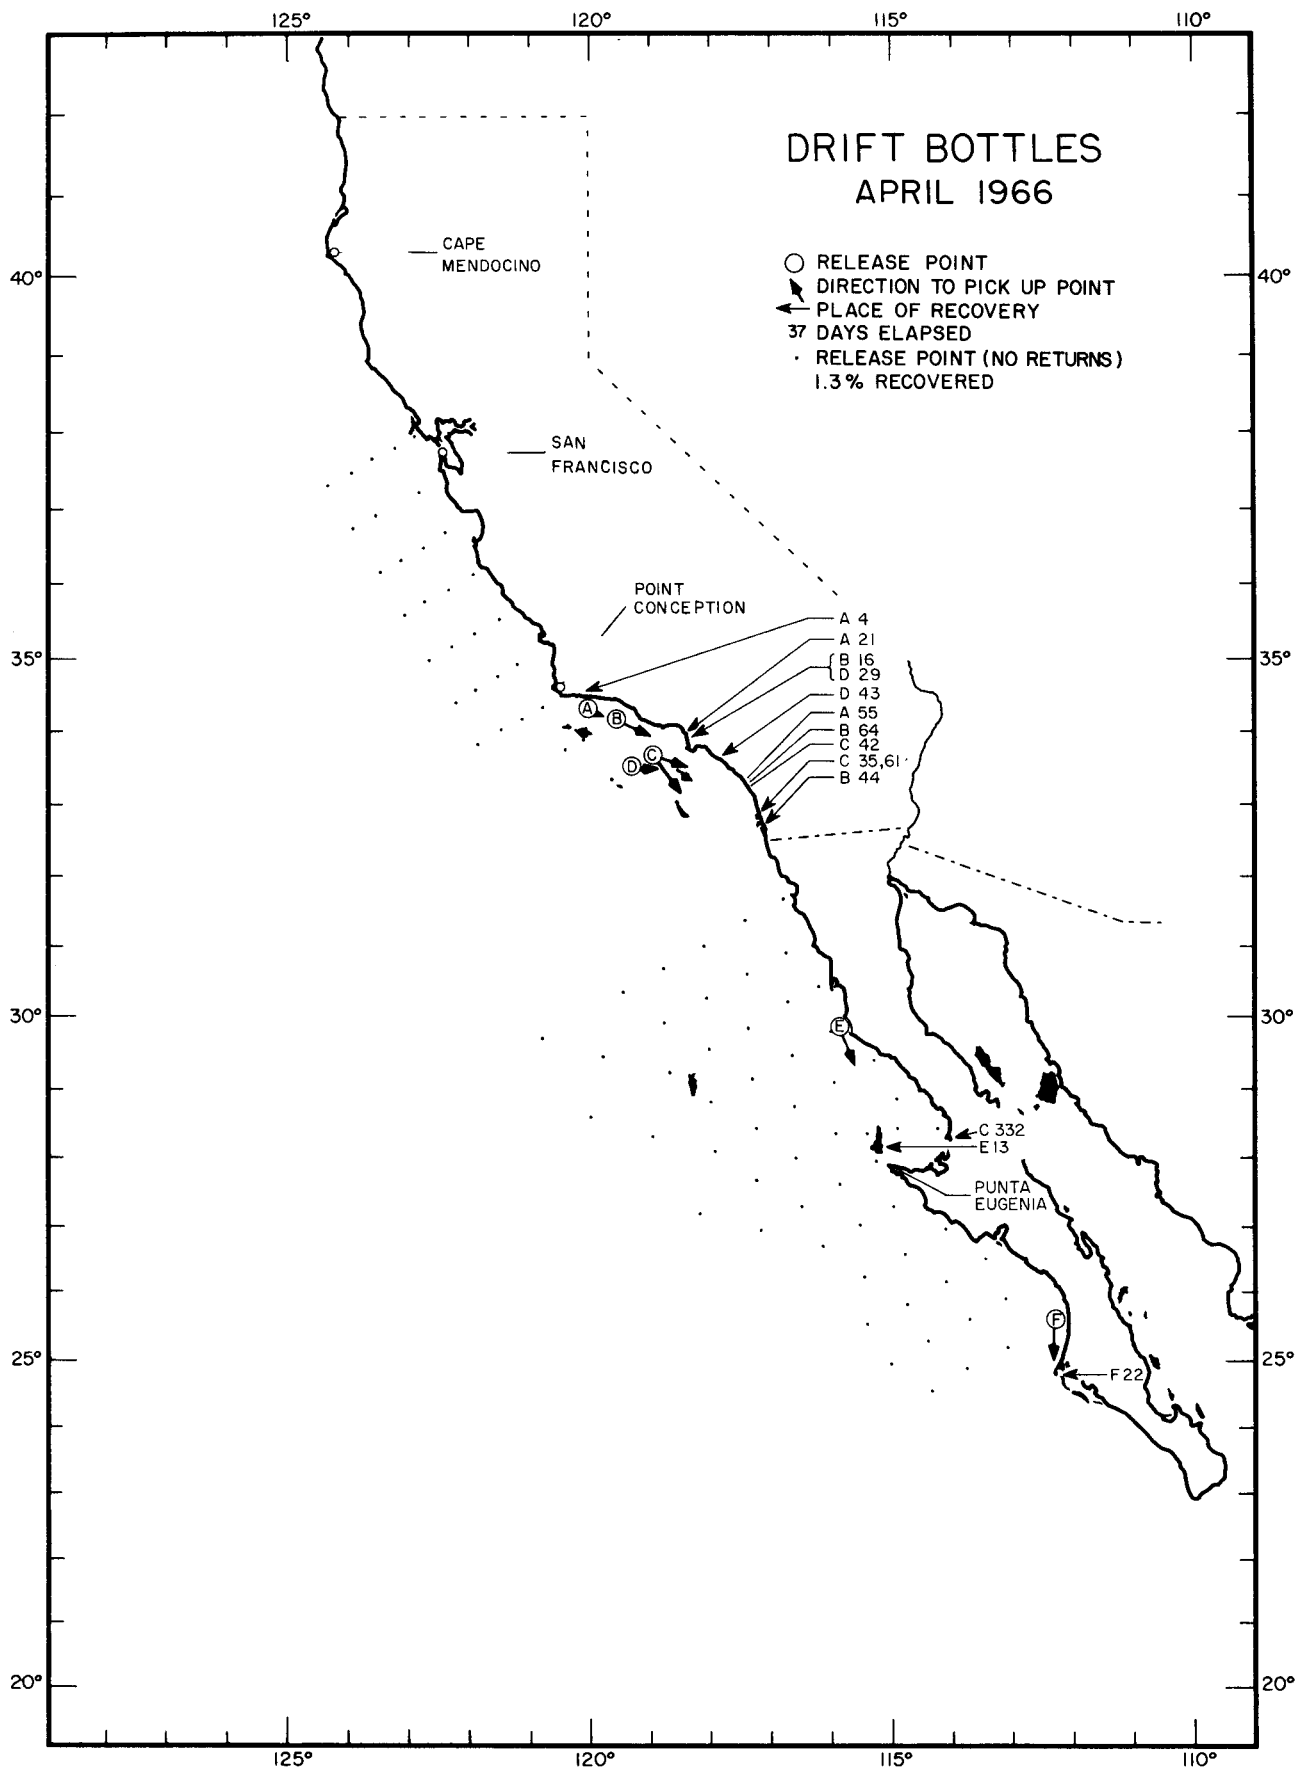 125° 120° 115° 110°
DRIFT BOTTLES
APRIL 1966
RELEASE POINT
DIRECTION TO PICK UP POINT
PLACE OF RECOVERY
37 DAYS ELAPSED
RELEASE POINT (NO RETURNS)
1.3% RECOVERED
CAPE
MENDOCINO
40° 40°
SAN
FRANCISCO
POINT
CONCEPTION
A 4
A 21
B 16
D 29
D 43
A 55
B 64
C 42
C 35,61
B 44
35° 35°
A
B
C
D
30° 30°
E
C 332
E 13
PUNTA
EUGENIA
F
25° 25°
F 22
20° 20°
125° 120° 115° 110°